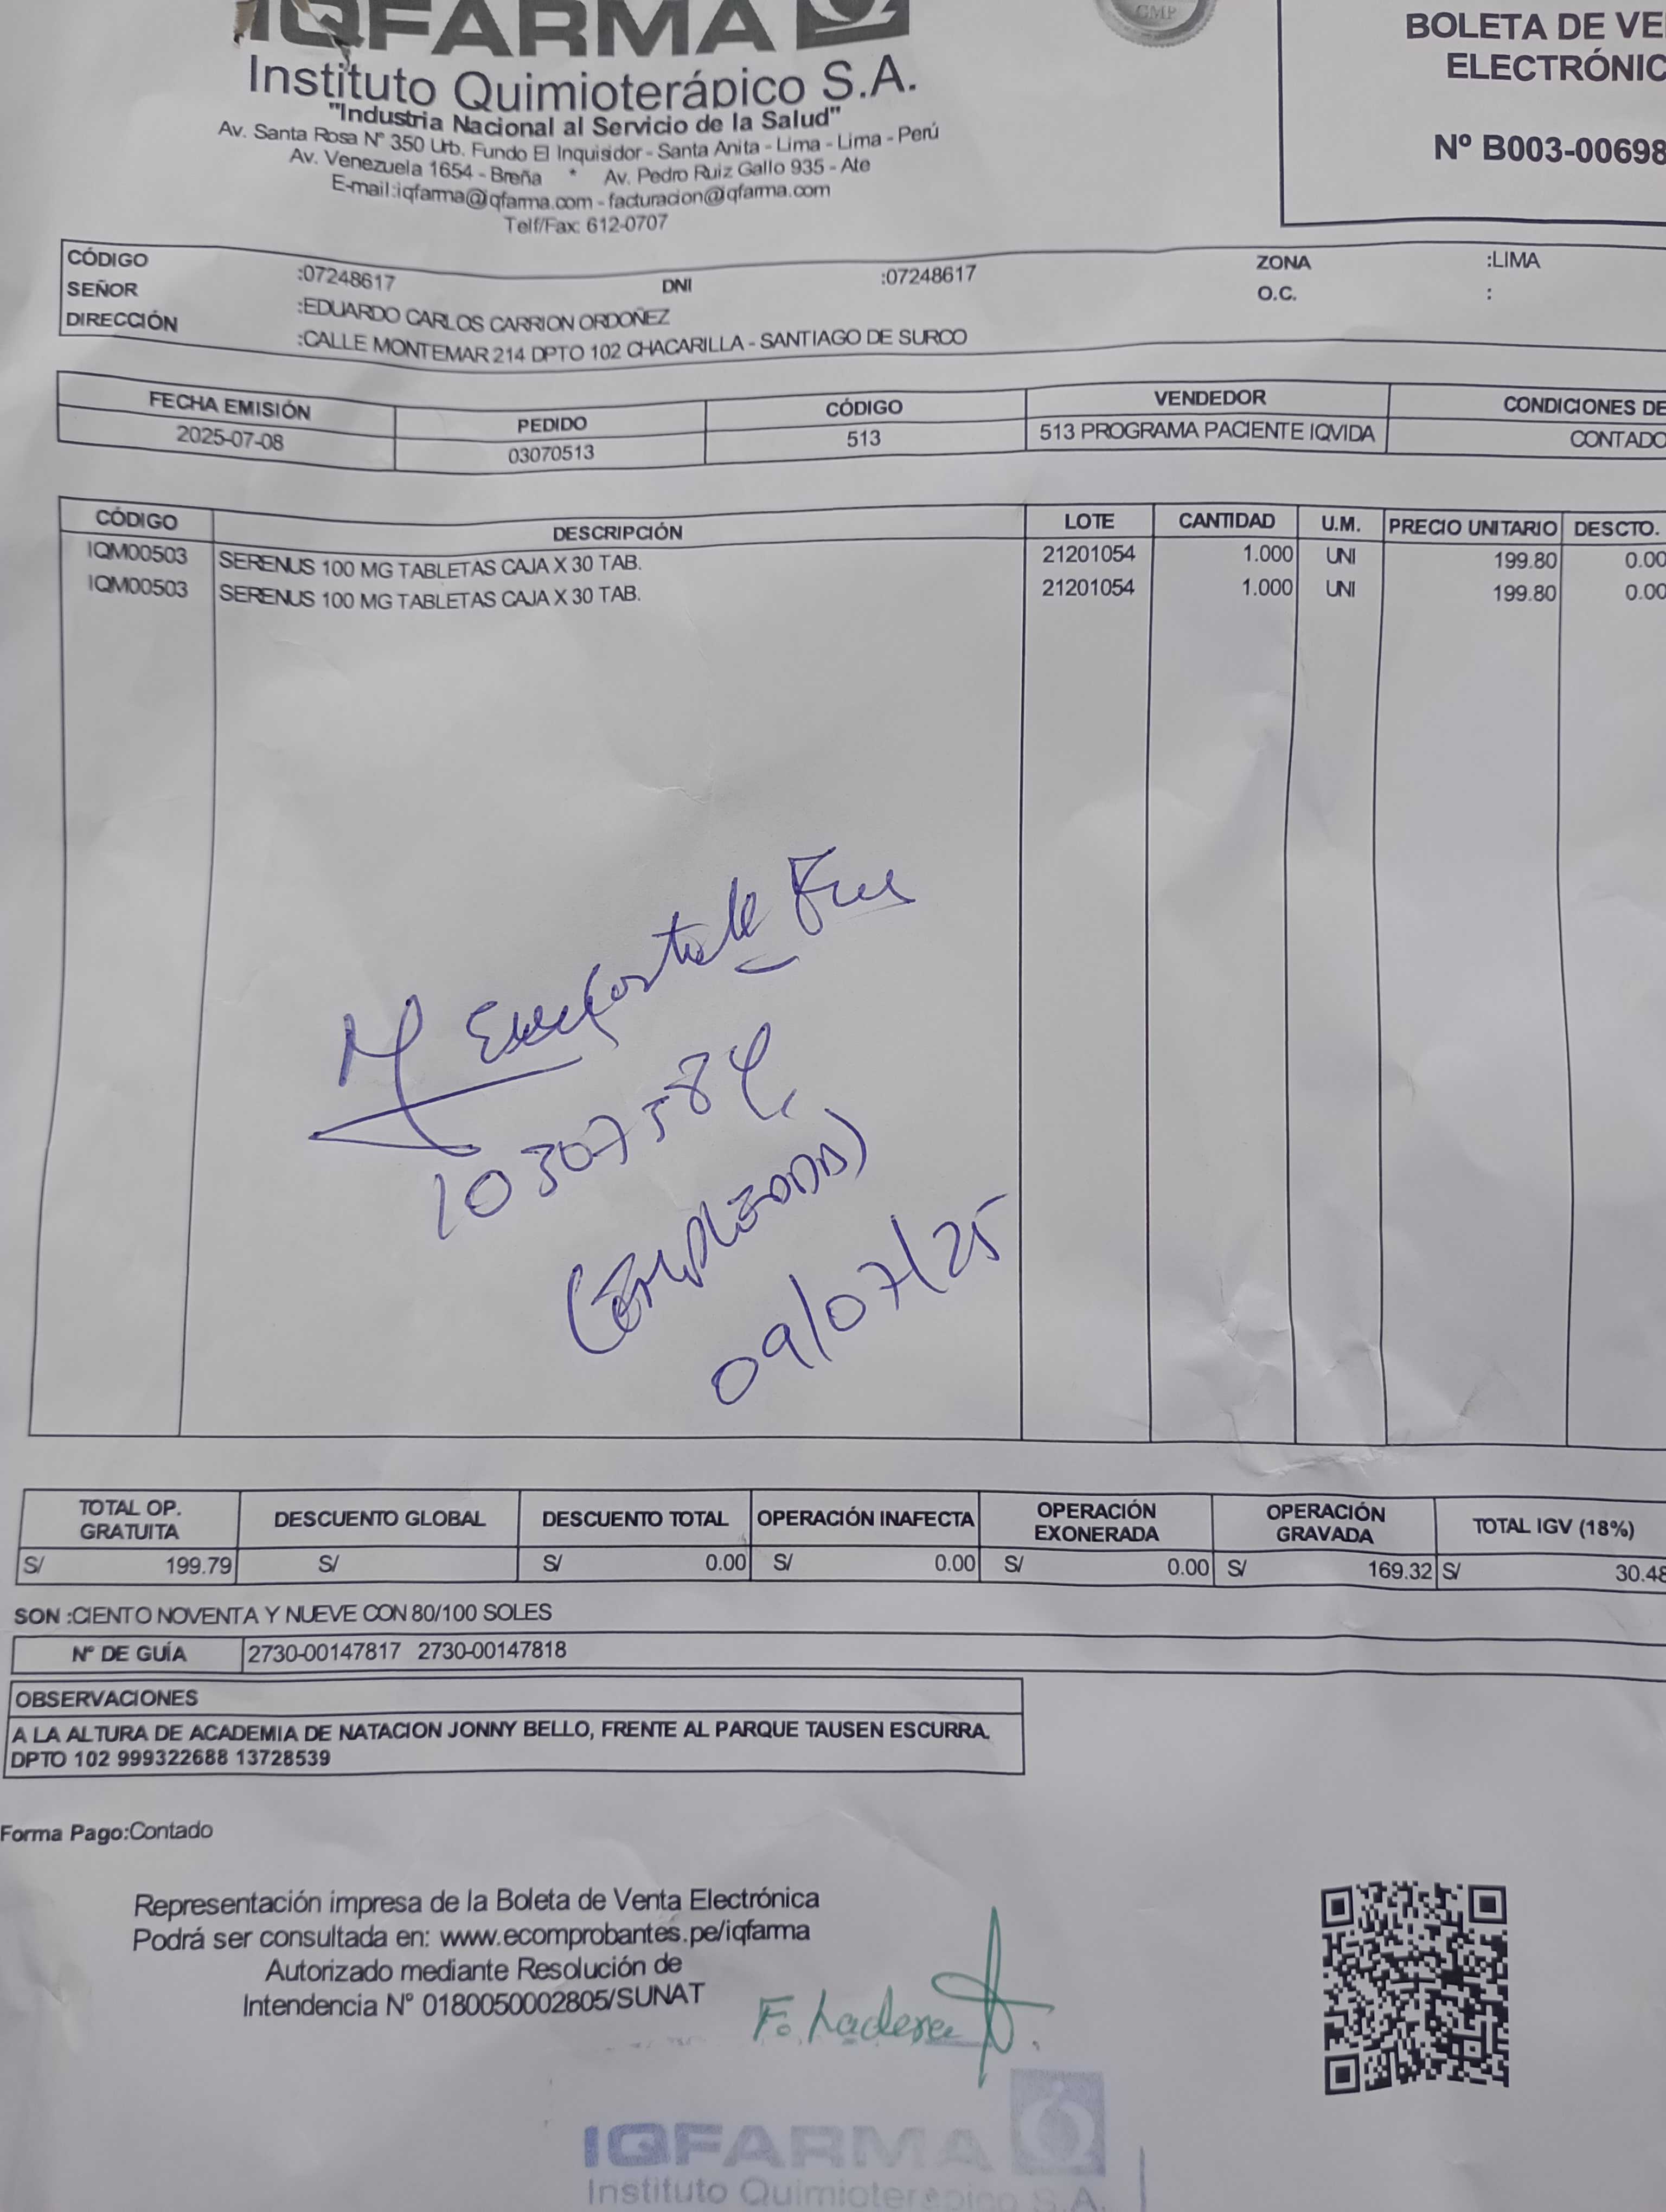 IQFARMA
GMP
Instituto Quimioterápico S.A.
"Industria Nacional al Servicio de la Salud"
Av. Santa Rosa Nº 350 Urb. Fundo El Inquisidor - Santa Anita - Lima - Lima - Perú
Av. Venezuela 1654 - Breña * Av. Pedro Ruiz Gallo 935 - Ate
E-mail:iqfarma@iqfarma.com - facturacion@iqfarma.com
Telf/Fax: 612-0707
BOLETA DE VE
ELECTRÓNIC
Nº B003-00698
CÓDIGO :07248617 DNI :07248617 ZONA :LIMA
SEÑOR :EDUARDO CARLOS CARRION ORDOÑEZ O.C. :
DIRECCIÓN :CALLE MONTEMAR 214 DPTO 102 CHACARILLA - SANTIAGO DE SURCO
FECHA EMISIÓN PEDIDO CÓDIGO VENDEDOR CONDICIONES DE
2025-07-08 03070513 513 513 PROGRAMA PACIENTE IQVIDA CONTADO
CÓDIGO DESCRIPCIÓN LOTE CANTIDAD U.M. PRECIO UNITARIO DESCTO.
IQM00503 SERENUS 100 MG TABLETAS CAJA X 30 TAB. 21201054 1.000 UNI 199.80 0.00
IQM00503 SERENUS 100 MG TABLETAS CAJA X 30 TAB. 21201054 1.000 UNI 199.80 0.00
10307584
(EMPLEADA)
09/07/25
TOTAL OP. GRATUITA DESCUENTO GLOBAL DESCUENTO TOTAL OPERACIÓN INAFECTA OPERACIÓN EXONERADA OPERACIÓN GRAVADA TOTAL IGV (18%)
S/ 199.79 S/ S/ 0.00 S/ 0.00 S/ 0.00 S/ 169.32 S/ 30.48
SON :CIENTO NOVENTA Y NUEVE CON 80/100 SOLES
Nº DE GUÍA 2730-00147817 2730-00147818
OBSERVACIONES
A LA ALTURA DE ACADEMIA DE NATACION JONNY BELLO, FRENTE AL PARQUE TAUSEN ESCURRA.
DPTO 102 999322688 13728539
Forma Pago:Contado
Representación impresa de la Boleta de Venta Electrónica
Podrá ser consultada en: www.ecomprobantes.pe/iqfarma
Autorizado mediante Resolución de
Intendencia Nº 0180050002805/SUNAT
F. Ladera
IQFARMA
Instituto Quimioterápico S.A.